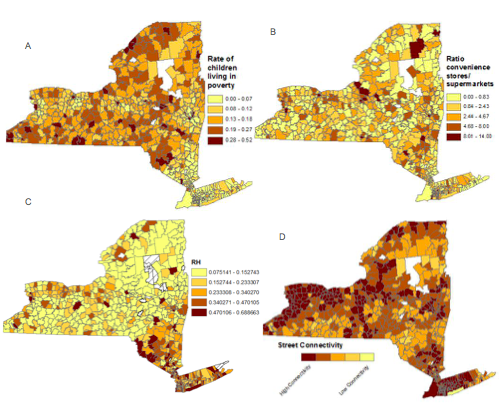 A
Rate of
children
living in
poverty
0.00 - 0.07
0.08 - 0.12
0.13 - 0.18
0.19 - 0.27
0.28 - 0.52
B
Ratio
convenience
stores/
supermarkets
0.00 - 0.83
0.84 - 2.43
2.44 - 4.67
4.68 - 8.00
8.01 - 14.00
C
RH
0.075141 - 0.152743
0.152744 - 0.233307
0.233308 - 0.340270
0.340271 - 0.470105
0.470106 - 0.688663
D
Street Connectivity
High Connectivity
Low Connectivity